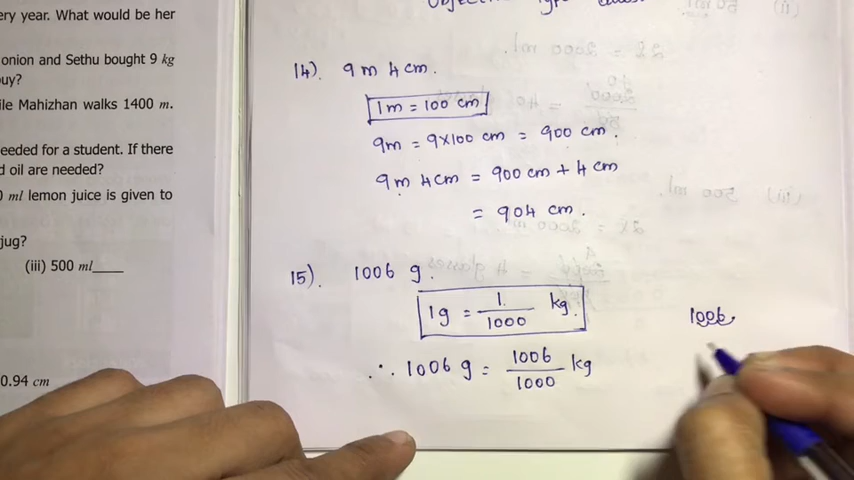 ery year. What would be her
onion and Sethu bought 9 kg
uy?
ile Mahizhan walks 1400 m.
eeded for a student. If there
d oil are needed?
0 ml lemon juice is given to
jug?
(iii) 500 ml____
0.94 cm
14). 9 m 4 cm.
1m = 100 cm
9m = 9×100 cm = 900 cm.
9m 4cm = 900 cm + 4 cm
= 904 cm.
15). 1006 g.
1g = 1/1000 kg.
∴ 1006 g = 1006/1000 kg
1006